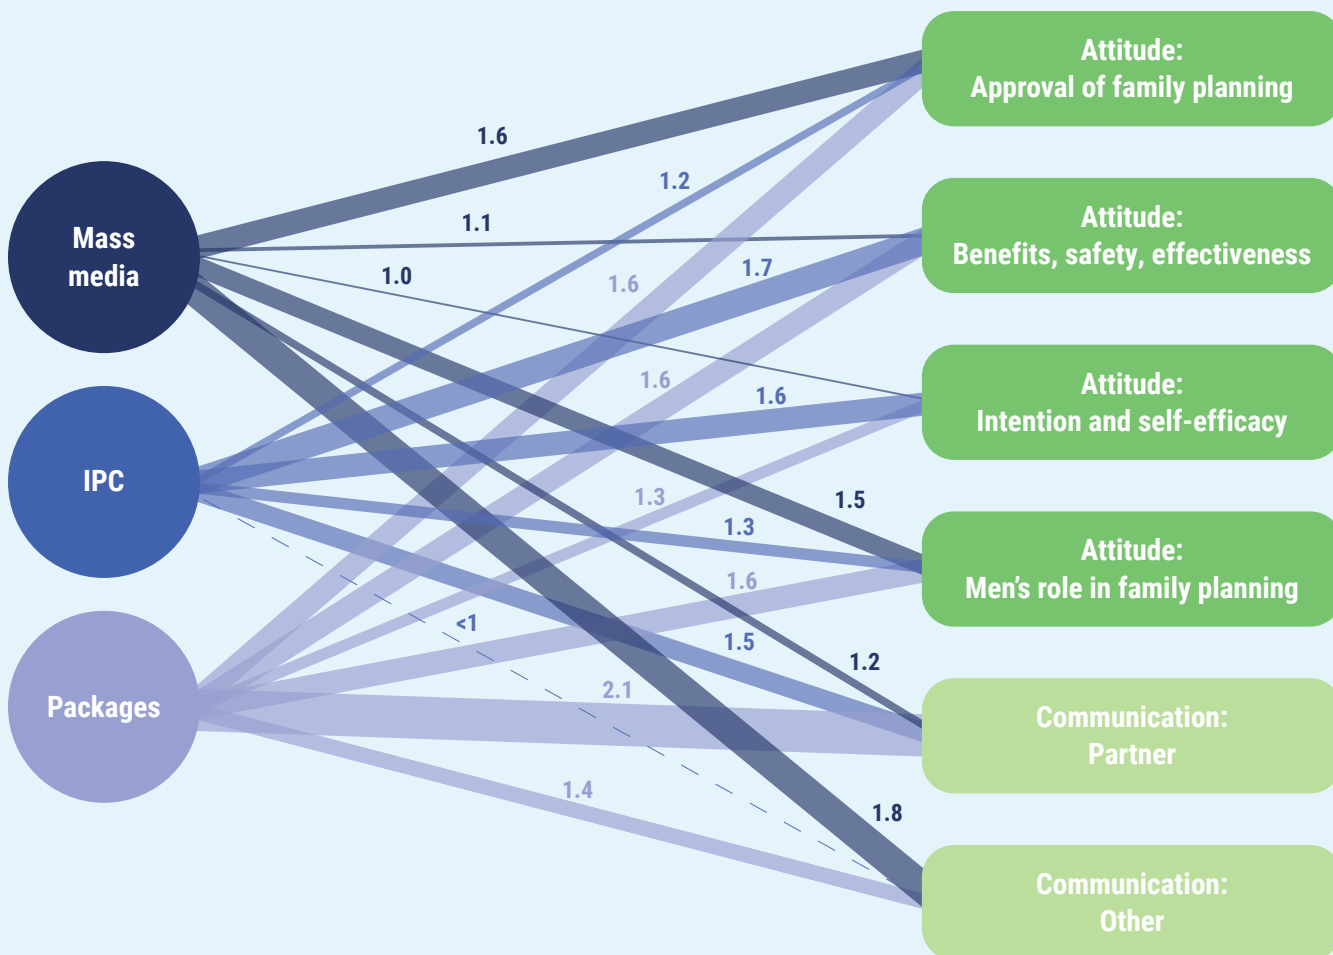 Attitude:
Approval of family planning
1.6
1.2
1.1
Attitude:
Benefits, safety, effectiveness
Mass
media
1.0
1.6
1.7
1.6
1.6
Attitude:
Intention and self-efficacy
IPC
1.3
1.5
1.3
Attitude:
Men’s role in family planning
1.6
<1
1.5
1.2
2.1
Packages
Communication:
Partner
1.4
1.8
Communication:
Other